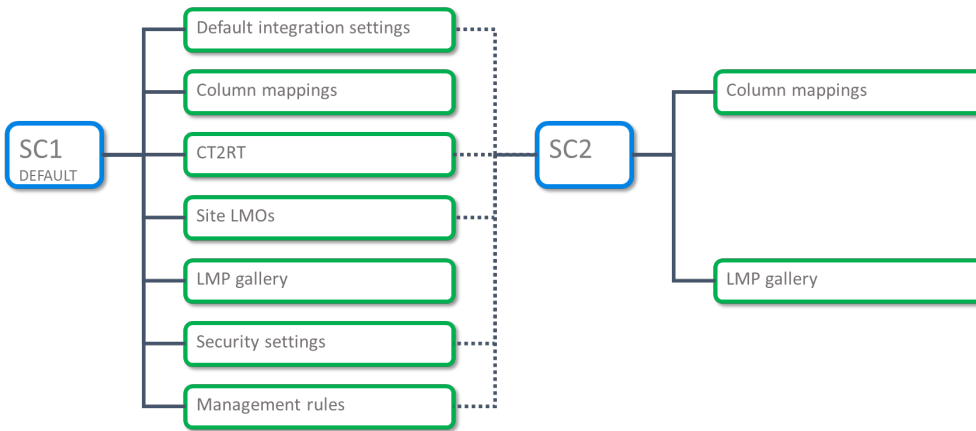 Default integration settings
Column mappings
SC1
DEFAULT
CT2RT
Site LMOs
LMP gallery
Security settings
Management rules
SC2
Column mappings
LMP gallery